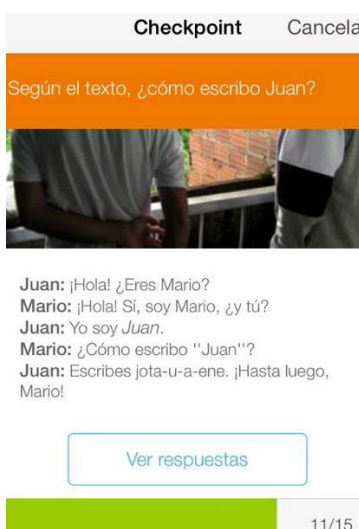 Checkpoint Cancela
Según el texto, ¿cómo escribo Juan?
Juan: ¡Hola! ¿Eres Mario?
Mario: ¡Hola! Sí, soy Mario, ¿y tú?
Juan: Yo soy Juan.
Mario: ¿Cómo escribo ''Juan''?
Juan: Escribes jota-u-a-ene. ¡Hasta luego,
Mario!
Ver respuestas
11/15